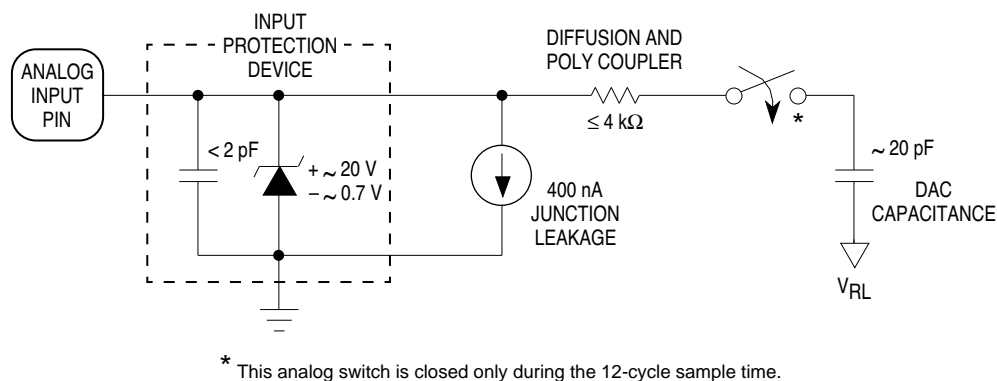 INPUT
PROTECTION
DEVICE
ANALOG
INPUT
PIN
< 2 pF
+ ~ 20 V
– ~ 0.7 V
400 nA
JUNCTION
LEAKAGE
DIFFUSION AND
POLY COUPLER
≤ 4 kΩ
*
~ 20 pF
DAC
CAPACITANCE
VRL
* This analog switch is closed only during the 12-cycle sample time.